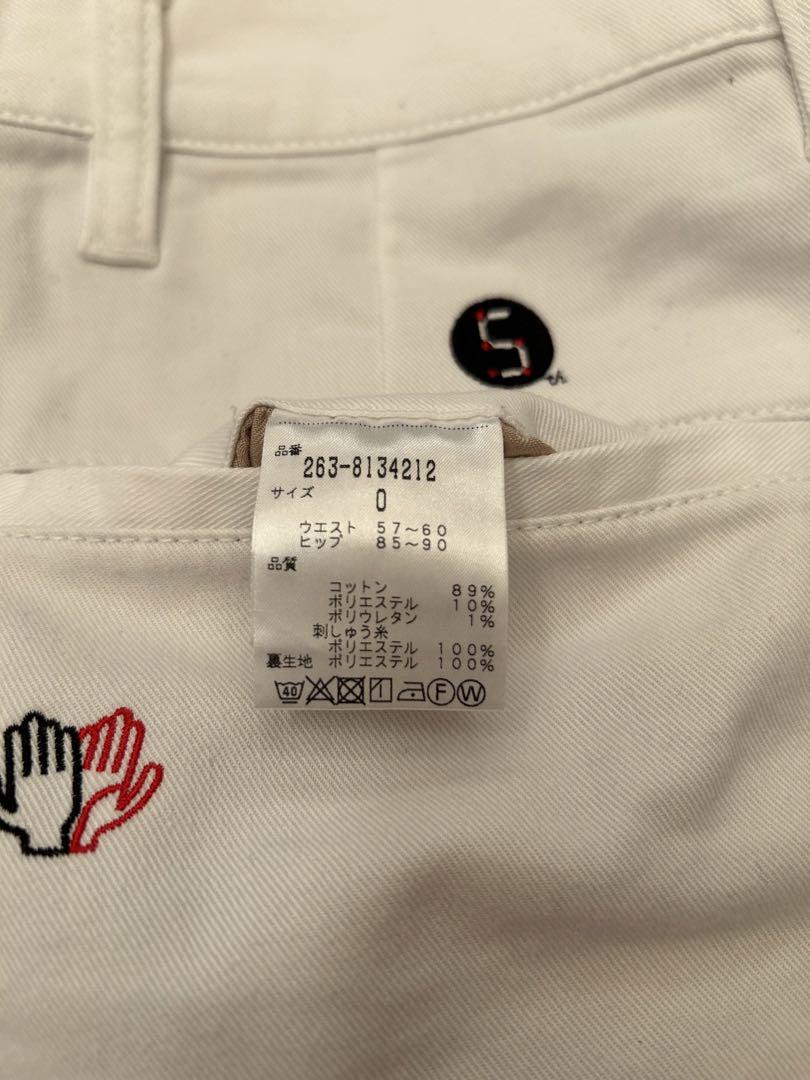 5
th
品番
263-8134212
サイズ
0
ウエスト 57~60
ヒップ 85~90
品質
コットン 89%
ポリエステル 10%
ポリウレタン 1%
刺しゅう糸
ポリエステル 100%
裏生地 ポリエステル 100%
40 F W